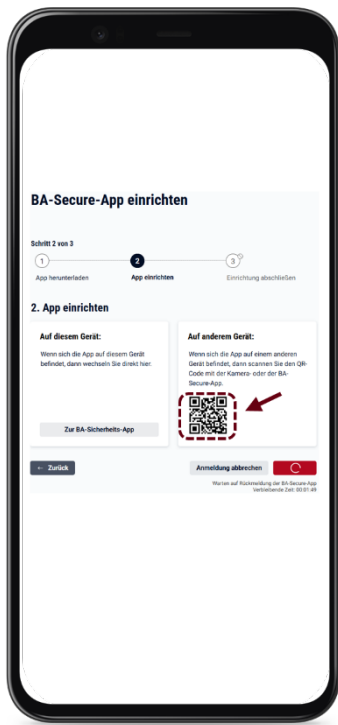 BA-Secure-App einrichten
Schritt 2 von 3
1
2
3
App herunterladen
App einrichten
Einrichtung abschließen
2. App einrichten
Auf diesem Gerät:
Wenn sich die App auf diesem Gerät
befindet, dann wechseln Sie direkt hier.
Zur BA-Sicherheits-App
Auf anderem Gerät:
Wenn sich die App auf einem anderen
Gerät befindet, dann scannen Sie den QR-
Code mit der Kamera- oder der BA-
Secure-App.
← Zurück
Anmeldung abbrechen
Warten auf Rückmeldung der BA-Secure-App
Verbleibende Zeit: 00:01:49